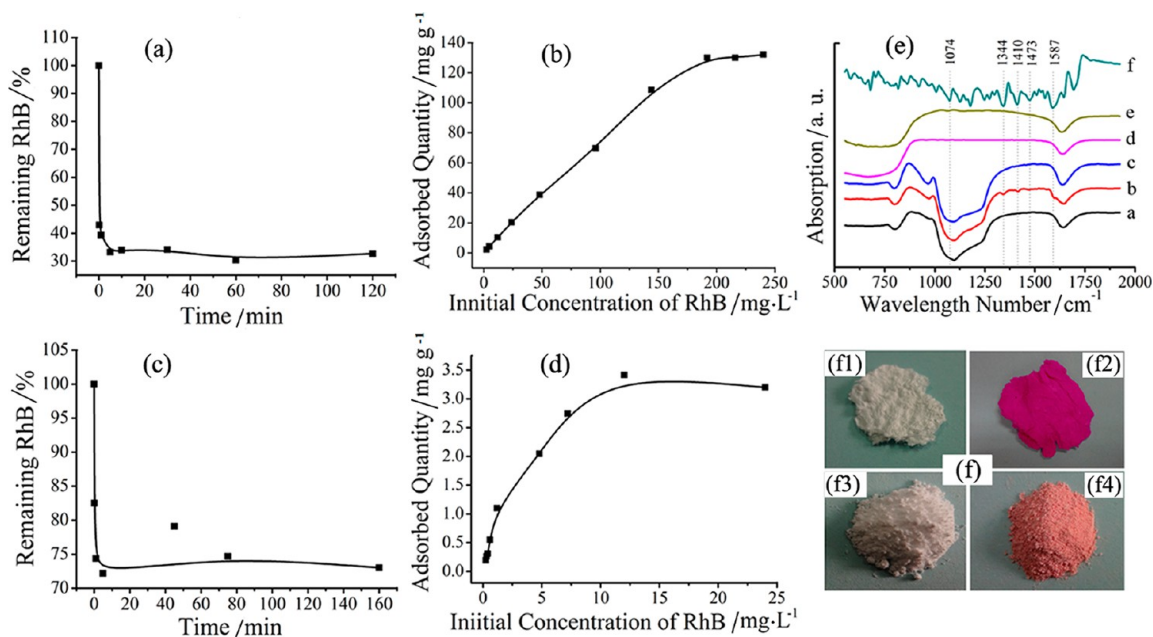 (a)
110
100
90
80
70
60
50
40
30
Remaining RhB /%
0 20 40 60 80 100 120
Time /min
(b)
140
120
100
80
60
40
20
0
Adsorbed Quantity /mg g⁻¹
0 50 100 150 200 250
Innitial Concentration of RhB /mg·L⁻¹
(e)
1074
1344
1410
1473
1587
f
e
d
c
b
a
Absorption /a. u.
750 1000 1250 1500 1750 2000
Wavelength Number /cm⁻¹
(c)
105
100
95
90
85
80
75
70
Remaining RhB /%
0 20 40 60 80 100 120 140 160
Time /min
(d)
3.5
3.0
2.5
2.0
1.5
1.0
0.5
0.0
Adsorbed Quantity /mg g⁻¹
0 5 10 15 20 25
Iniitial Concentration of RhB /mg·L⁻¹
(f1)
(f2)
(f)
(f3)
(f4)